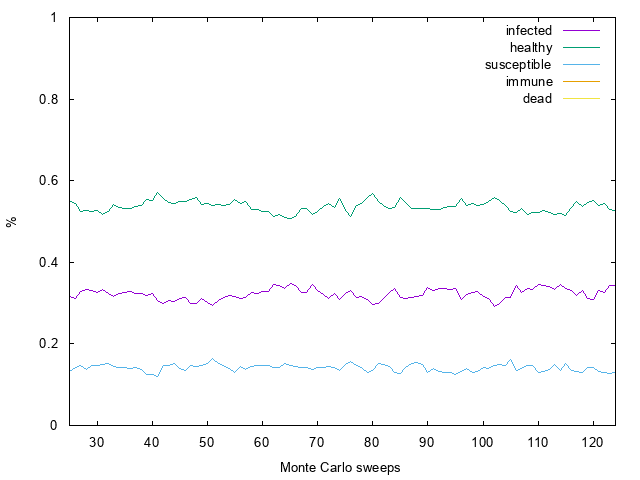 1
0.8
0.6
0.4
0.2
0
%
30 40 50 60 70 80 90 100 110 120
Monte Carlo sweeps
infected
healthy
susceptible
immune
dead